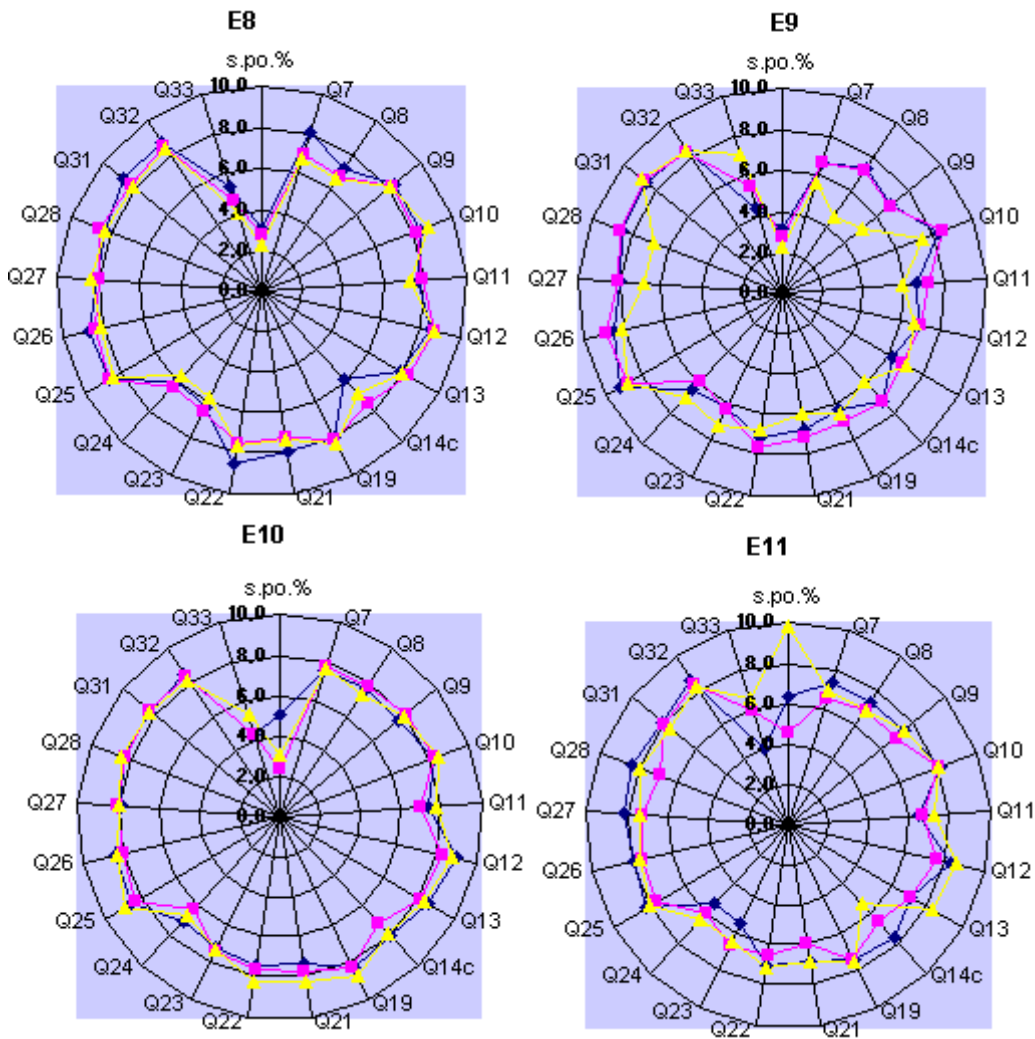 E8
s.po.%
10,0
8,0
6,0
4,0
2,0
0,0
Q7
Q8
Q9
Q10
Q11
Q12
Q13
Q14c
Q19
Q21
Q22
Q23
Q24
Q25
Q26
Q27
Q28
Q31
Q32
Q33
E9
s.po.%
10,0
8,0
6,0
4,0
2,0
0,0
Q7
Q8
Q9
Q10
Q11
Q12
Q13
Q14c
Q19
Q21
Q22
Q23
Q24
Q25
Q26
Q27
Q28
Q31
Q32
Q33
E10
s.po.%
10,0
8,0
6,0
4,0
2,0
0,0
Q7
Q8
Q9
Q10
Q11
Q12
Q13
Q14c
Q19
Q21
Q22
Q23
Q24
Q25
Q26
Q27
Q28
Q31
Q32
Q33
E11
s.po.%
10,0
8,0
6,0
4,0
2,0
0,0
Q7
Q8
Q9
Q10
Q11
Q12
Q13
Q14c
Q19
Q21
Q22
Q23
Q24
Q25
Q26
Q27
Q28
Q31
Q32
Q33